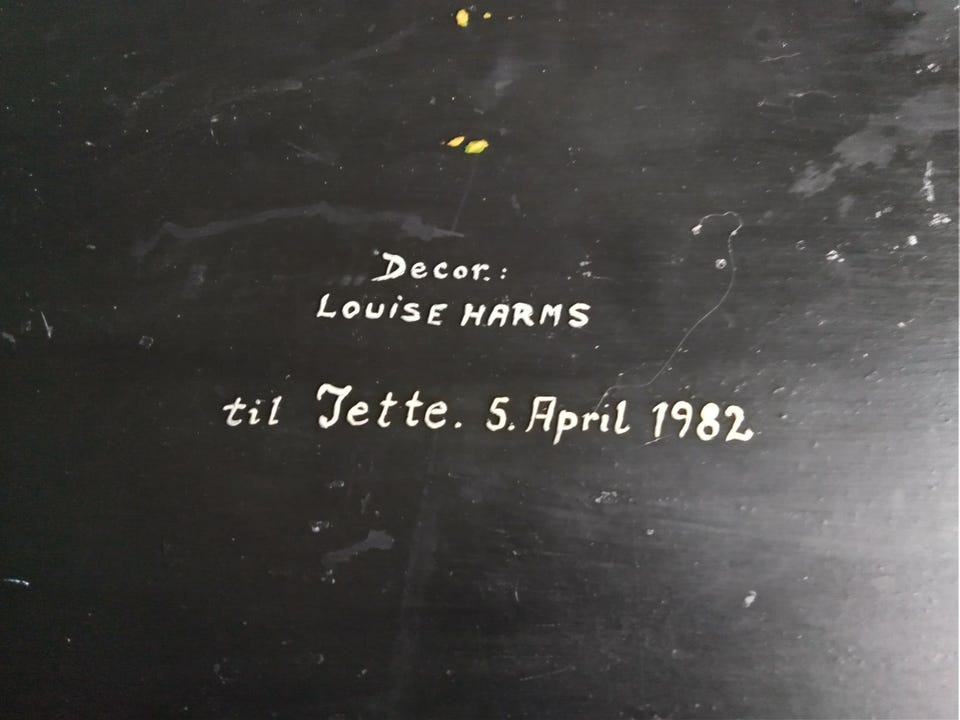 Decor.:
LOUISE HARMS
til Jette. 5. April 1982